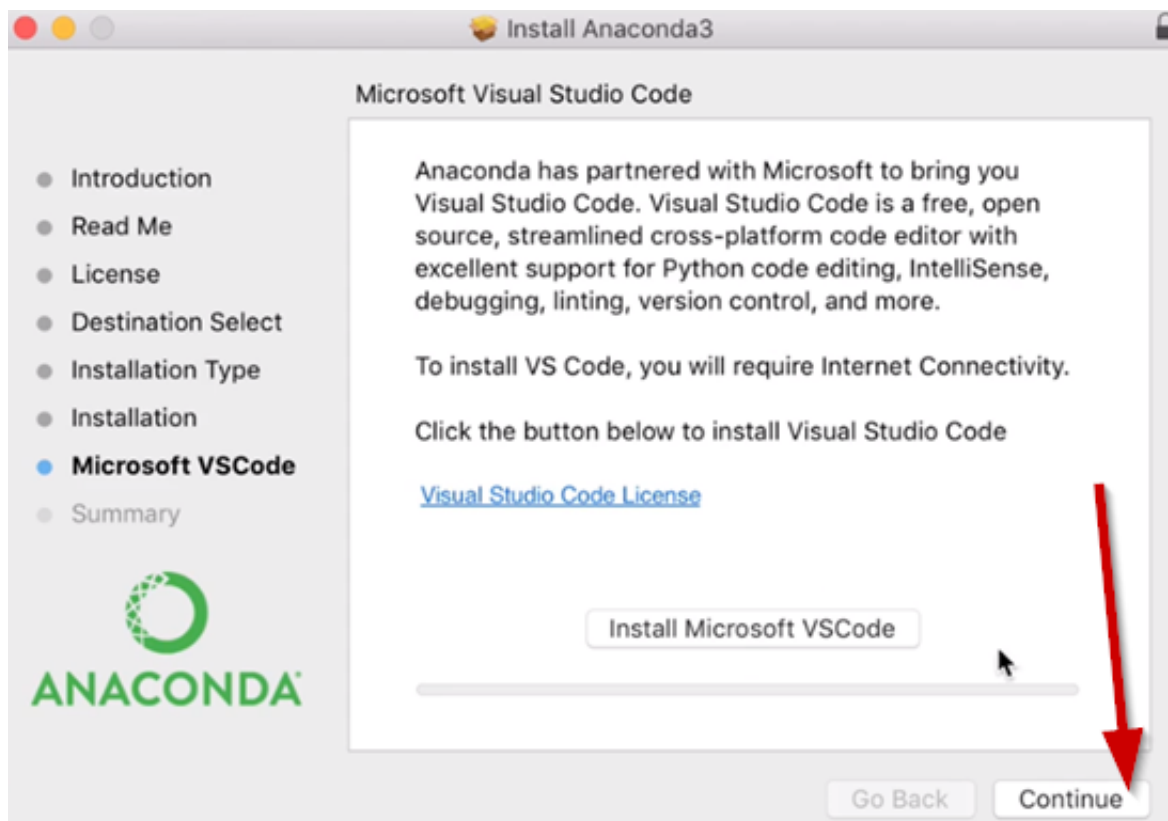 Install Anaconda3
Microsoft Visual Studio Code
Introduction
Read Me
License
Destination Select
Installation Type
Installation
Microsoft VSCode
Summary
ANACONDA
Anaconda has partnered with Microsoft to bring you
Visual Studio Code. Visual Studio Code is a free, open
source, streamlined cross-platform code editor with
excellent support for Python code editing, IntelliSense,
debugging, linting, version control, and more.
To install VS Code, you will require Internet Connectivity.
Click the button below to install Visual Studio Code
Visual Studio Code License
Install Microsoft VSCode
Go Back
Continue